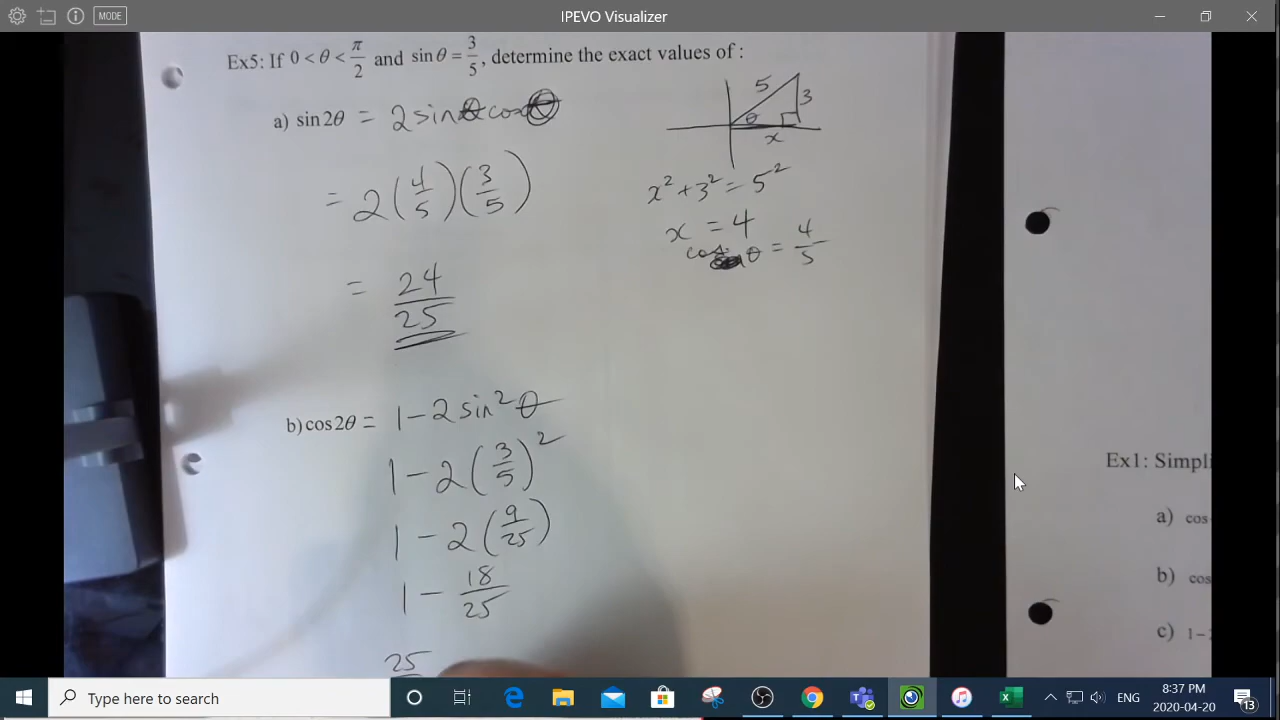 MODE
IPEVO Visualizer
Ex5: If 0 < θ < π/2 and sin θ = 3/5, determine the exact values of :
a) sin 2θ = 2 sin θ cos θ
= 2 (4/5) (3/5)
= 24/25
5
3
θ
x
x² + 3² = 5²
x = 4
cos θ = 4/5
b) cos 2θ = 1 − 2 sin² θ
1 − 2 (3/5)²
1 − 2 (9/25)
1 − 18/25
25
Ex1: Simpli
a) cos
b) cos
c) 1 −
Type here to search
ENG
8:37 PM
2020-04-20
13